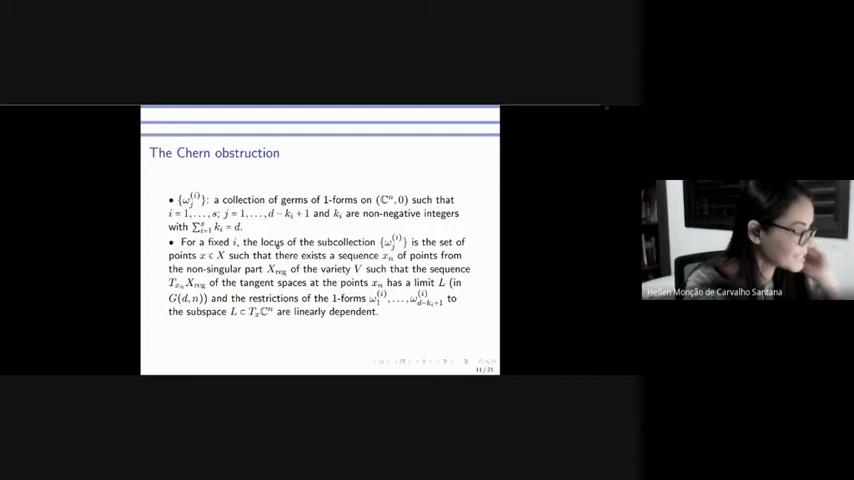 The Chern obstruction
• {ω_j^(i)}: a collection of germs of 1-forms on (ℂⁿ, 0) such that
i = 1, . . . , s; j = 1, . . . , d − k_i + 1 and k_i are non-negative integers
with ∑_{i=1}^s k_i = d.
• For a fixed i, the locus of the subcollection {ω_j^(i)} is the set of
points x ∈ X such that there exists a sequence x_n of points from
the non-singular part X_reg of the variety V such that the sequence
T_{x_n}X_reg of the tangent spaces at the points x_n has a limit L (in
G(d, n)) and the restrictions of the 1-forms ω_1^(i), . . . , ω_{d−k_i+1}^(i) to
the subspace L ⊂ T_xℂⁿ are linearly dependent.
11 / 21
Hellen Monção de Carvalho Santana